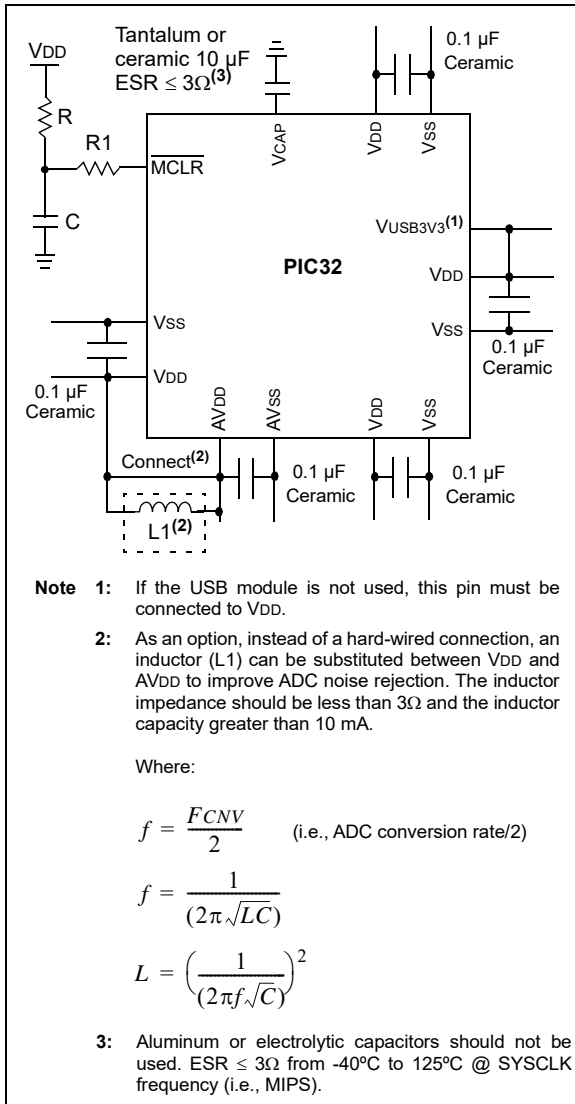 VDD
Tantalum or
ceramic 10 µF
ESR ≤ 3Ω(3)
0.1 µF
Ceramic
R
R1
C
MCLR
VCAP
VDD
VSS
VUSB3V3(1)
VDD
VSS
0.1 µF
Ceramic
PIC32
VSS
VDD
0.1 µF
Ceramic
AVDD
AVSS
VDD
VSS
Connect(2)
0.1 µF
Ceramic
0.1 µF
Ceramic
L1(2)
Note 1: If the USB module is not used, this pin must be
connected to VDD.
2: As an option, instead of a hard-wired connection, an
inductor (L1) can be substituted between VDD and
AVDD to improve ADC noise rejection. The inductor
impedance should be less than 3Ω and the inductor
capacity greater than 10 mA.
Where:
f = FCNV / 2 (i.e., ADC conversion rate/2)
f = 1 / (2π√LC)
L = (1 / (2πf√C))²
3: Aluminum or electrolytic capacitors should not be
used. ESR ≤ 3Ω from -40ºC to 125ºC @ SYSCLK
frequency (i.e., MIPS).